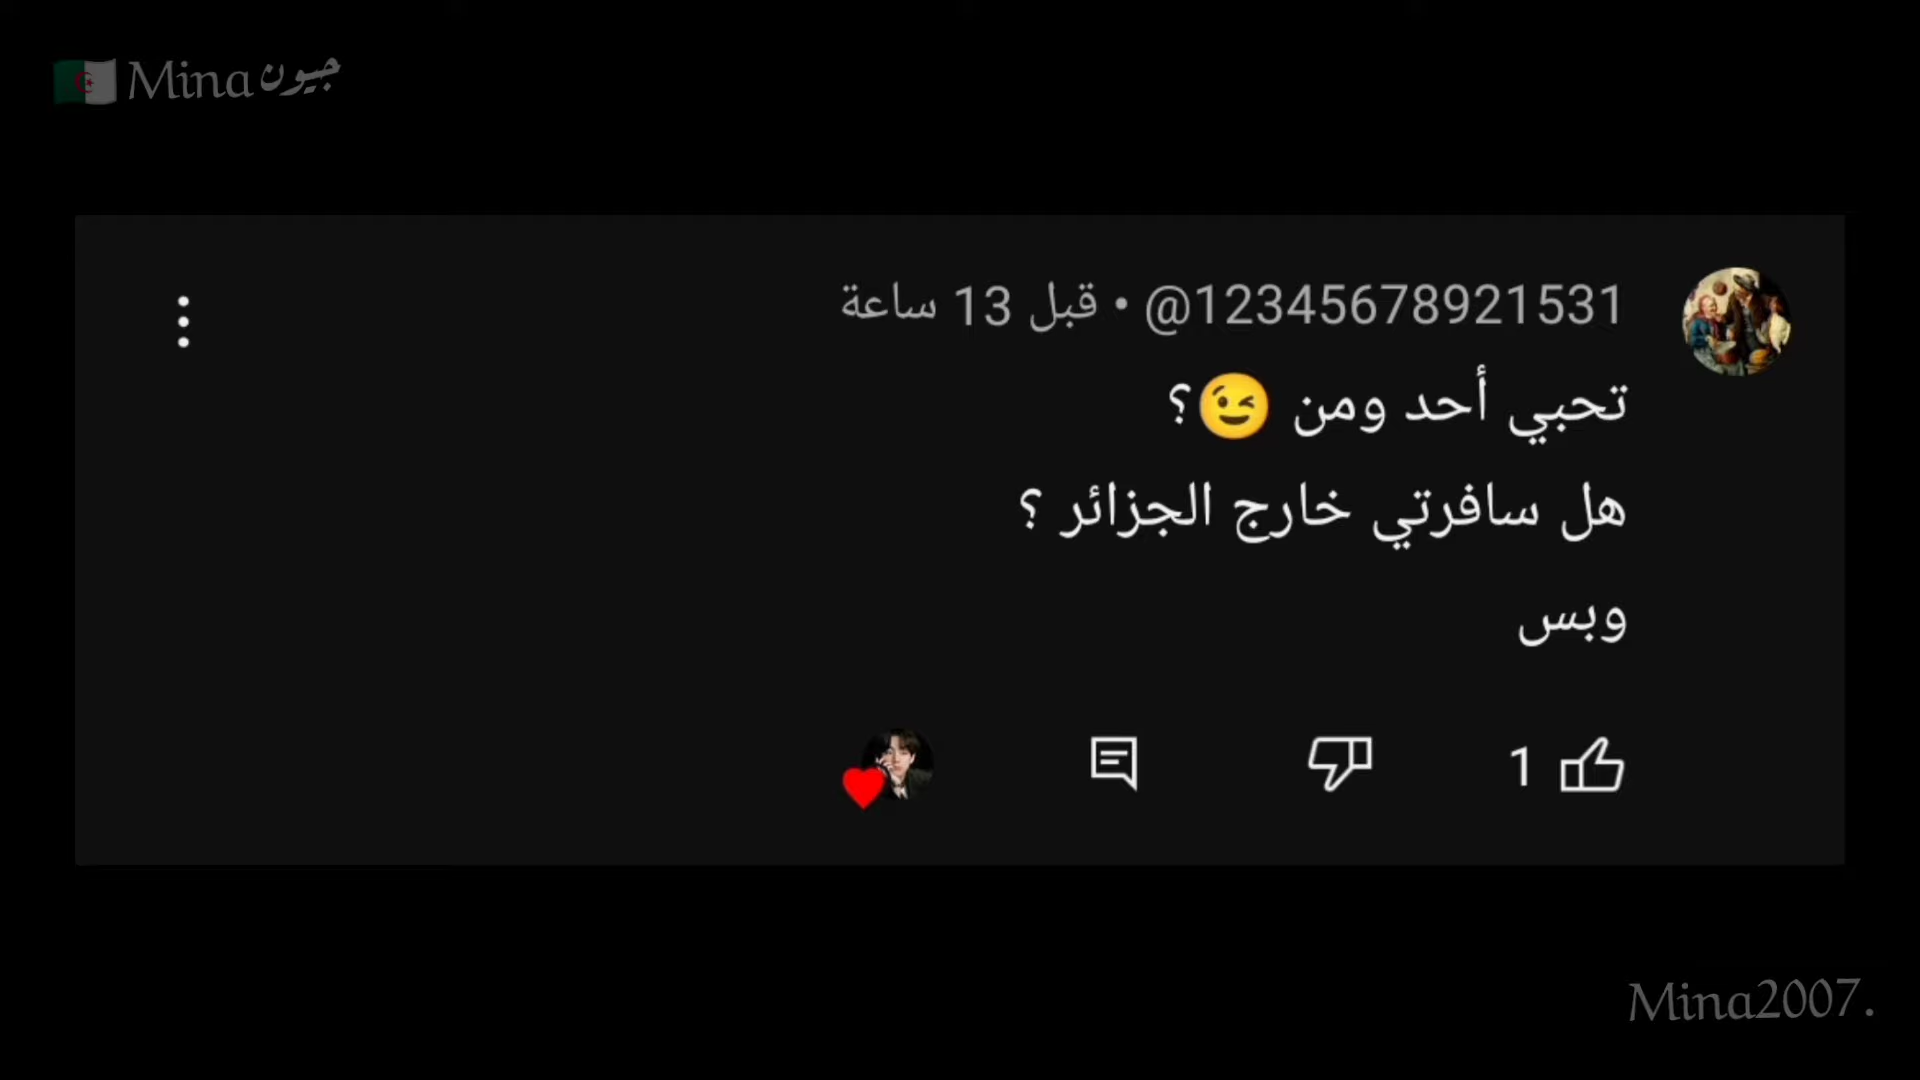 🇩🇿 Mina جيون
@12345678921531 • قبل 13 ساعة
تحبي أحد ومن 😉؟
هل سافرتي خارج الجزائر ؟
وبس
1
Mina2007.